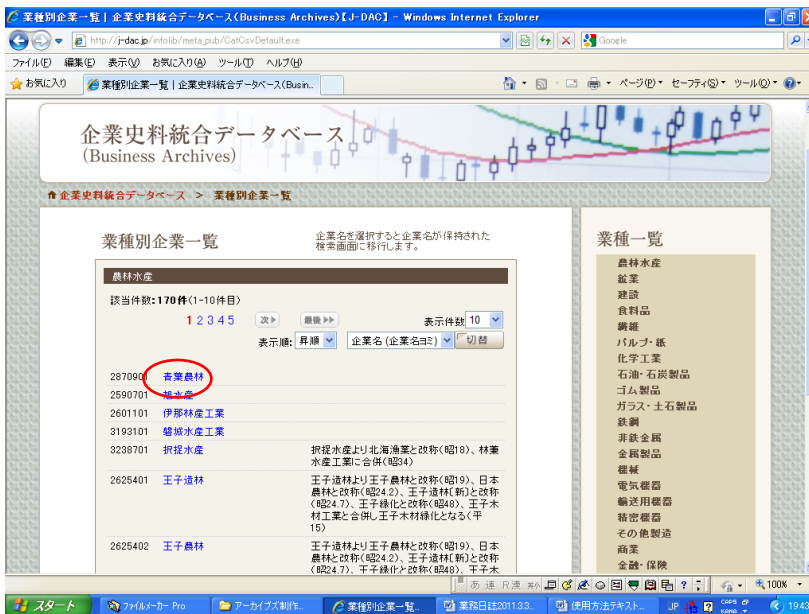 業種別企業一覧 | 企業史料統合データベース(Business Archives)【J-DAC】 - Windows Internet Explorer
http://j-dac.jp/infolib/meta_pub/CatCsvDefault.exe
Google
ファイル(F) 編集(E) 表示(V) お気に入り(A) ツール(T) ヘルプ(H)
お気に入り 業種別企業一覧 | 企業史料統合データベース(Busin...
ページ(P) セーフティ(S) ツール(O)
企業史料統合データベース
(Business Archives)
企業史料統合データベース > 業種別企業一覧
業種別企業一覧
企業名を選択すると企業名が保持された
検索画面に移行します。
農林水産
該当件数:170件(1-10件目)
1 2 3 4 5 次 最後
表示件数 10
表示順: 昇順 企業名(企業名ヨミ) 切替
2870901 青葉農林
2590701 旭水産
2601101 伊那林産工業
3193101 磐城水産工業
3238701 択捉水産 択捉水産より北海漁業と改称(昭18)、林兼
水産工業に合併(昭34)
2625401 王子造林 王子造林より王子農林と改称(昭19)、日本
農林と改称(昭24.2)、王子造林[新]と改称
(昭24.7)、王子緑化と改称(昭48)、王子木
材工業と合併し王子木材緑化となる(平
15)
2625402 王子農林 王子造林より王子農林と改称(昭19)、日本
農林と改称(昭24.2)、王子造林[新]と改称
(昭24.7)、王子緑化と改称(昭48)、王子木
業種一覧
農林水産
鉱業
建設
食料品
繊維
パルプ・紙
化学工業
石油・石炭製品
ゴム製品
ガラス・土石製品
鉄鋼
非鉄金属
金属製品
機械
電気機器
輸送用機器
精密機器
その他製造
商業
金融・保険
あ 連 R漢
100%
スタート ファイルメーカー Pro アーカイブズ制作... 業種別企業一覧... 業務日誌2011.3.3... 使用方法テキスト... JP CAPS KANA